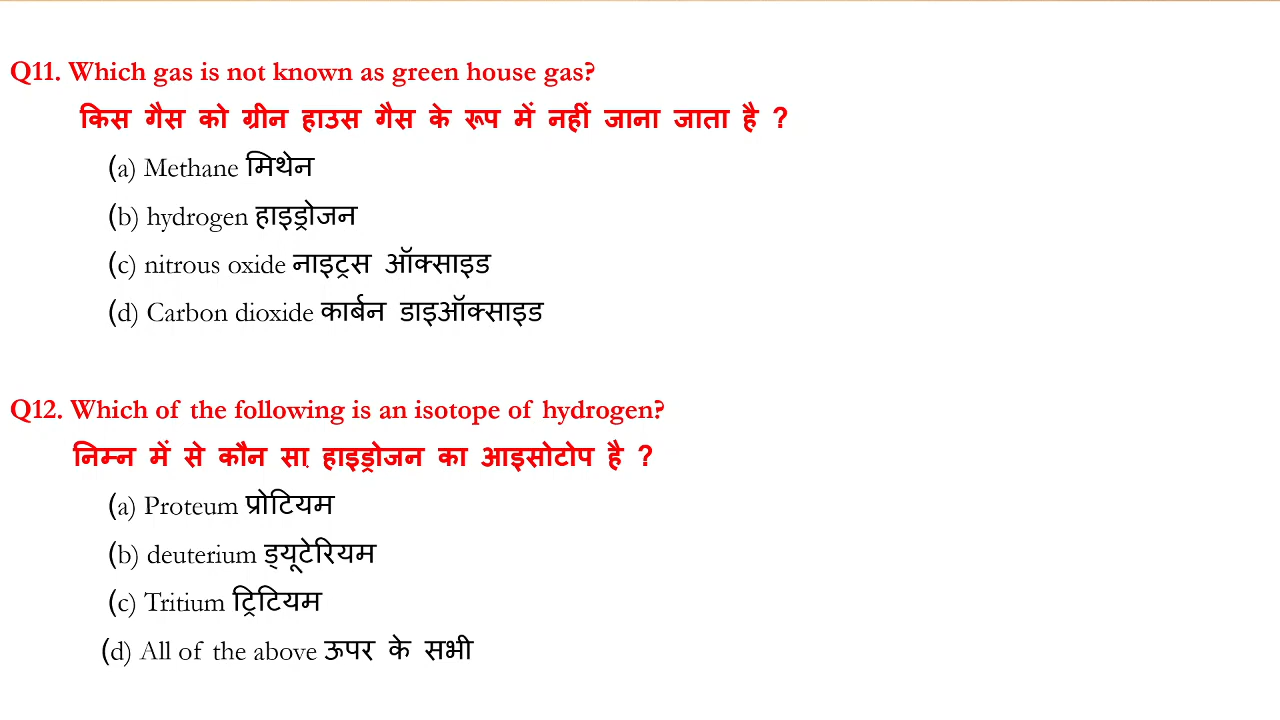 Q11. Which gas is not known as green house gas?
किस गैस को ग्रीन हाउस गैस के रूप में नहीं जाना जाता है ?
(a) Methane मिथेन
(b) hydrogen हाइड्रोजन
(c) nitrous oxide नाइट्रस ऑक्साइड
(d) Carbon dioxide कार्बन डाइऑक्साइड
Q12. Which of the following is an isotope of hydrogen?
निम्न में से कौन सा हाइड्रोजन का आइसोटोप है ?
(a) Proteum प्रोटियम
(b) deuterium ड्यूटेरियम
(c) Tritium ट्रिटियम
(d) All of the above ऊपर के सभी